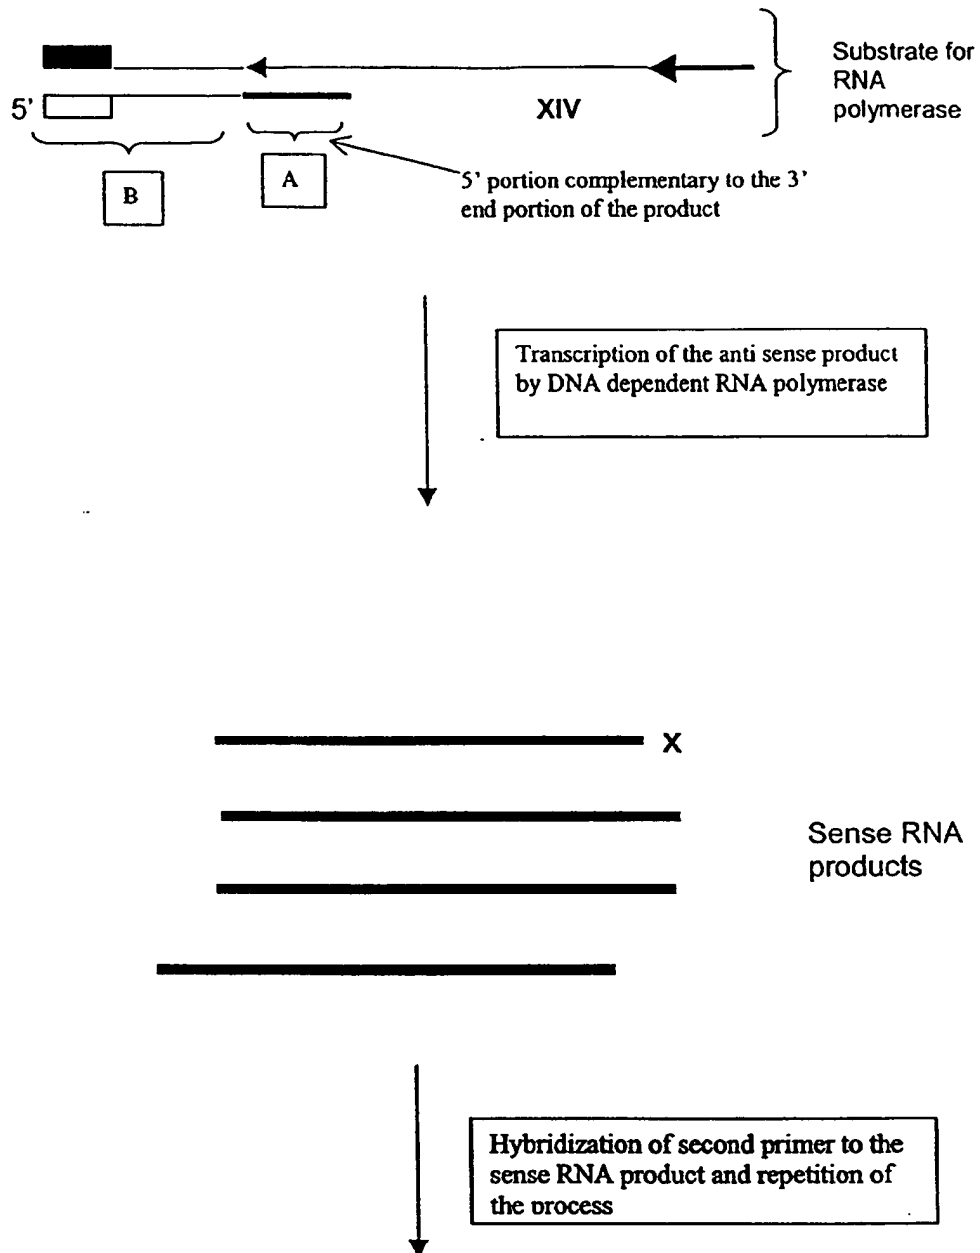 Substrate for
RNA
polymerase
5'
XIV
B
A
5' portion complementary to the 3'
end portion of the product
Transcription of the anti sense product
by DNA dependent RNA polymerase
X
Sense RNA
products
Hybridization of second primer to the
sense RNA product and repetition of
the process